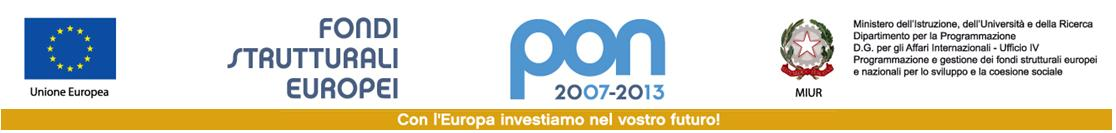 Unione Europea
FONDI
STRUTTURALI
EUROPEI
pon
2007-2013
MIUR
Ministero dell'Istruzione, dell'Università e della Ricerca
Dipartimento per la Programmazione
D.G. per gli Affari Internazionali - Ufficio IV
Programmazione e gestione dei fondi strutturali europei
e nazionali per lo sviluppo e la coesione sociale
Con l'Europa investiamo nel vostro futuro!